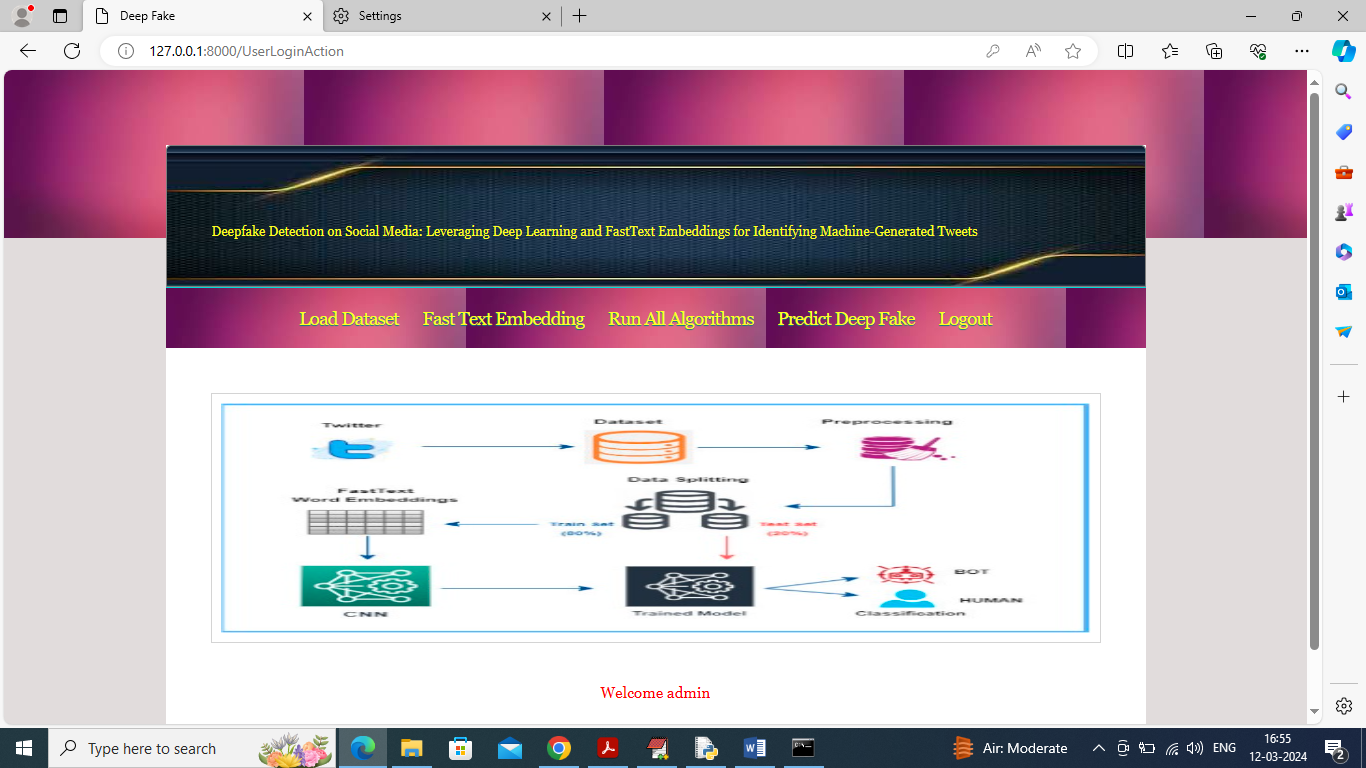 Deep Fake
Settings
127.0.0.1:8000/UserLoginAction
Deepfake Detection on Social Media: Leveraging Deep Learning and FastText Embeddings for Identifying Machine-Generated Tweets
Load Dataset Fast Text Embedding Run All Algorithms Predict Deep Fake Logout
Twitter Dataset Preprocessing
FastText
Word Embeddings
Data Splitting
Train set
(80%)
Test set
(20%)
BOT
HUMAN
CNN Trained Model Classification
Welcome admin
Type here to search
Air: Moderate
ENG
16:55
12-03-2024
2